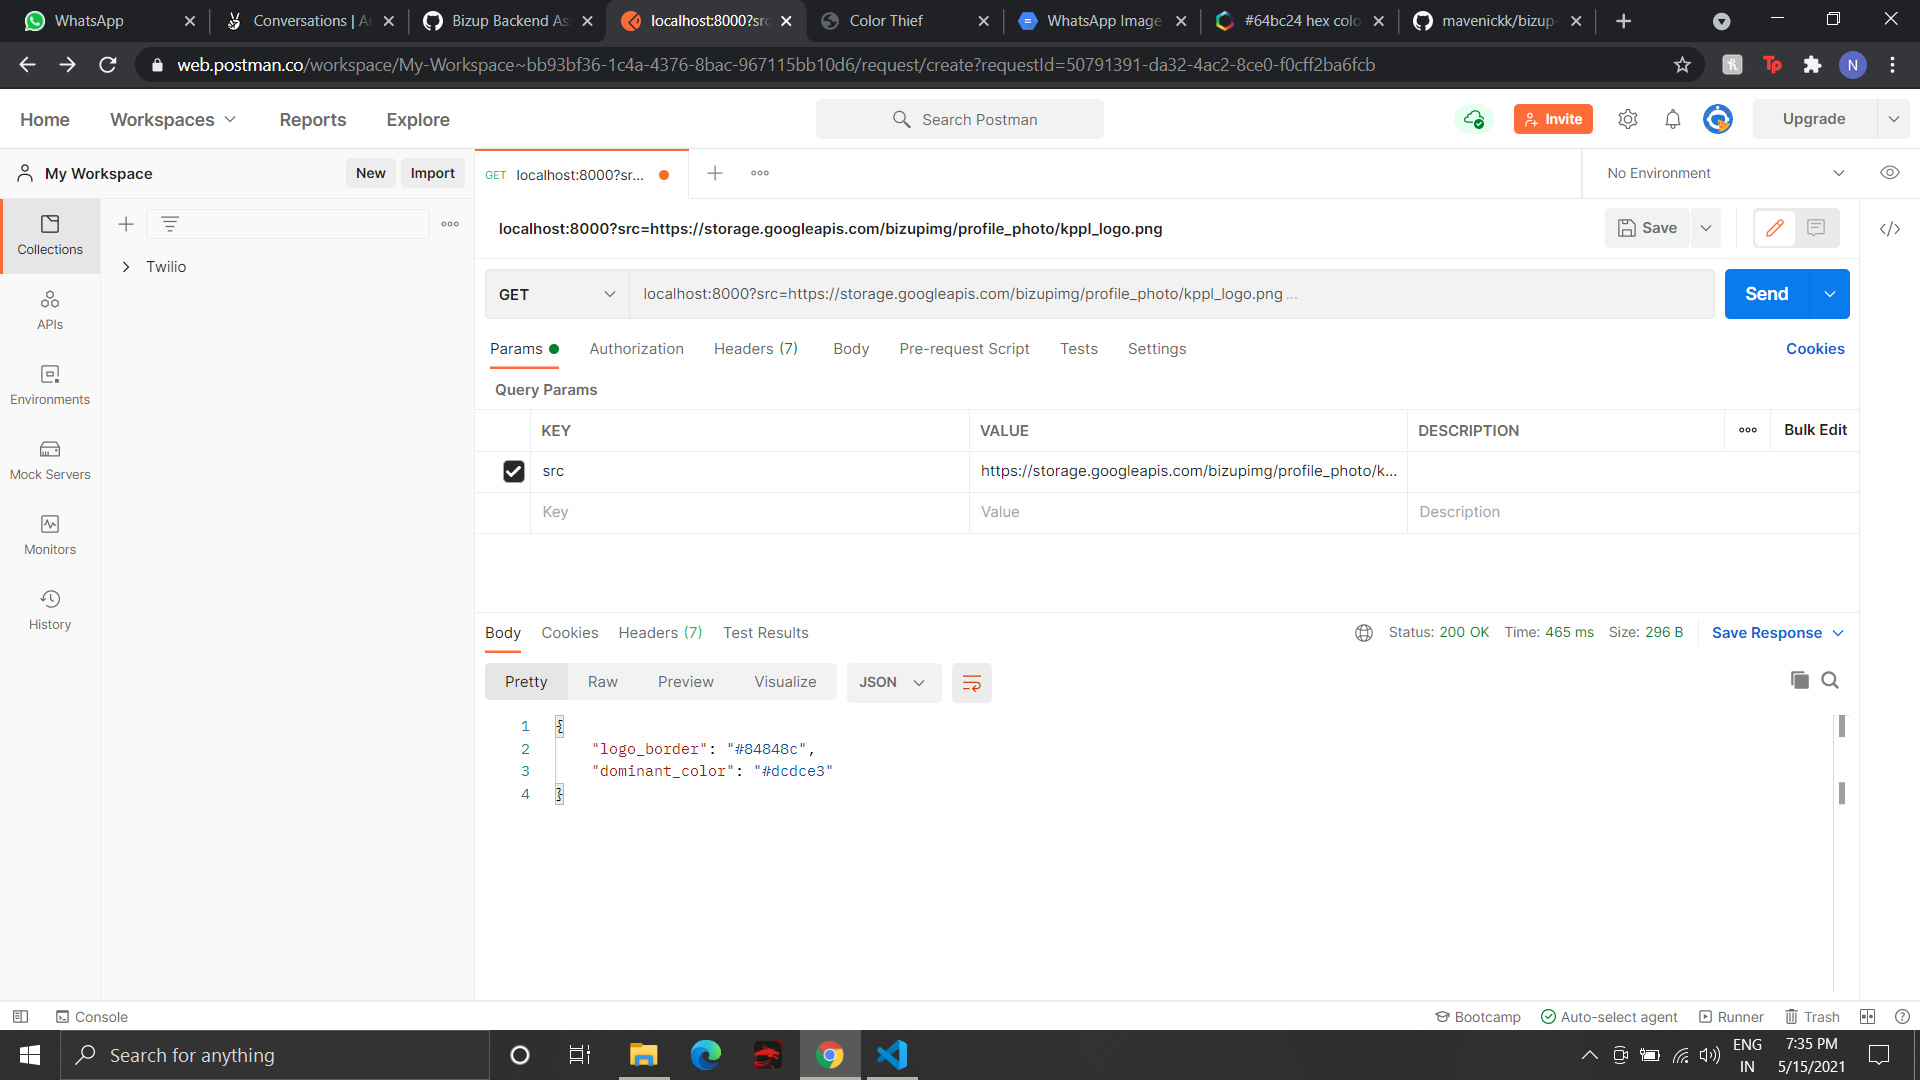 WhatsApp
Conversations | A
Bizup Backend As
localhost:8000?src
Color Thief
WhatsApp Image
#64bc24 hex colo
mavenickk/bizup-
web.postman.co/workspace/My-Workspace~bb93bf36-1c4a-4376-8bac-967115bb10d6/request/create?requestId=50791391-da32-4ac2-8ce0-f0cff2ba6fcb
N
Home Workspaces Reports Explore
Search Postman
Invite
Upgrade
My Workspace
New Import
GET localhost:8000?sr...
No Environment
Collections
APIs
Environments
Mock Servers
Monitors
History
Twilio
localhost:8000?src=https://storage.googleapis.com/bizupimg/profile_photo/kppl_logo.png
Save
GET localhost:8000?src=https://storage.googleapis.com/bizupimg/profile_photo/kppl_logo.png ...
Send
Params Authorization Headers (7) Body Pre-request Script Tests Settings
Cookies
Query Params
KEY VALUE DESCRIPTION ooo Bulk Edit
src https://storage.googleapis.com/bizupimg/profile_photo/k...
Key Value Description
Body Cookies Headers (7) Test Results
Status: 200 OK Time: 465 ms Size: 296 B Save Response
Pretty Raw Preview Visualize JSON
1 {
2 "logo_border": "#84848c",
3 "dominant_color": "#dcdce3"
4 }
Console
Bootcamp Auto-select agent Runner Trash
Search for anything
ENG
IN
7:35 PM
5/15/2021